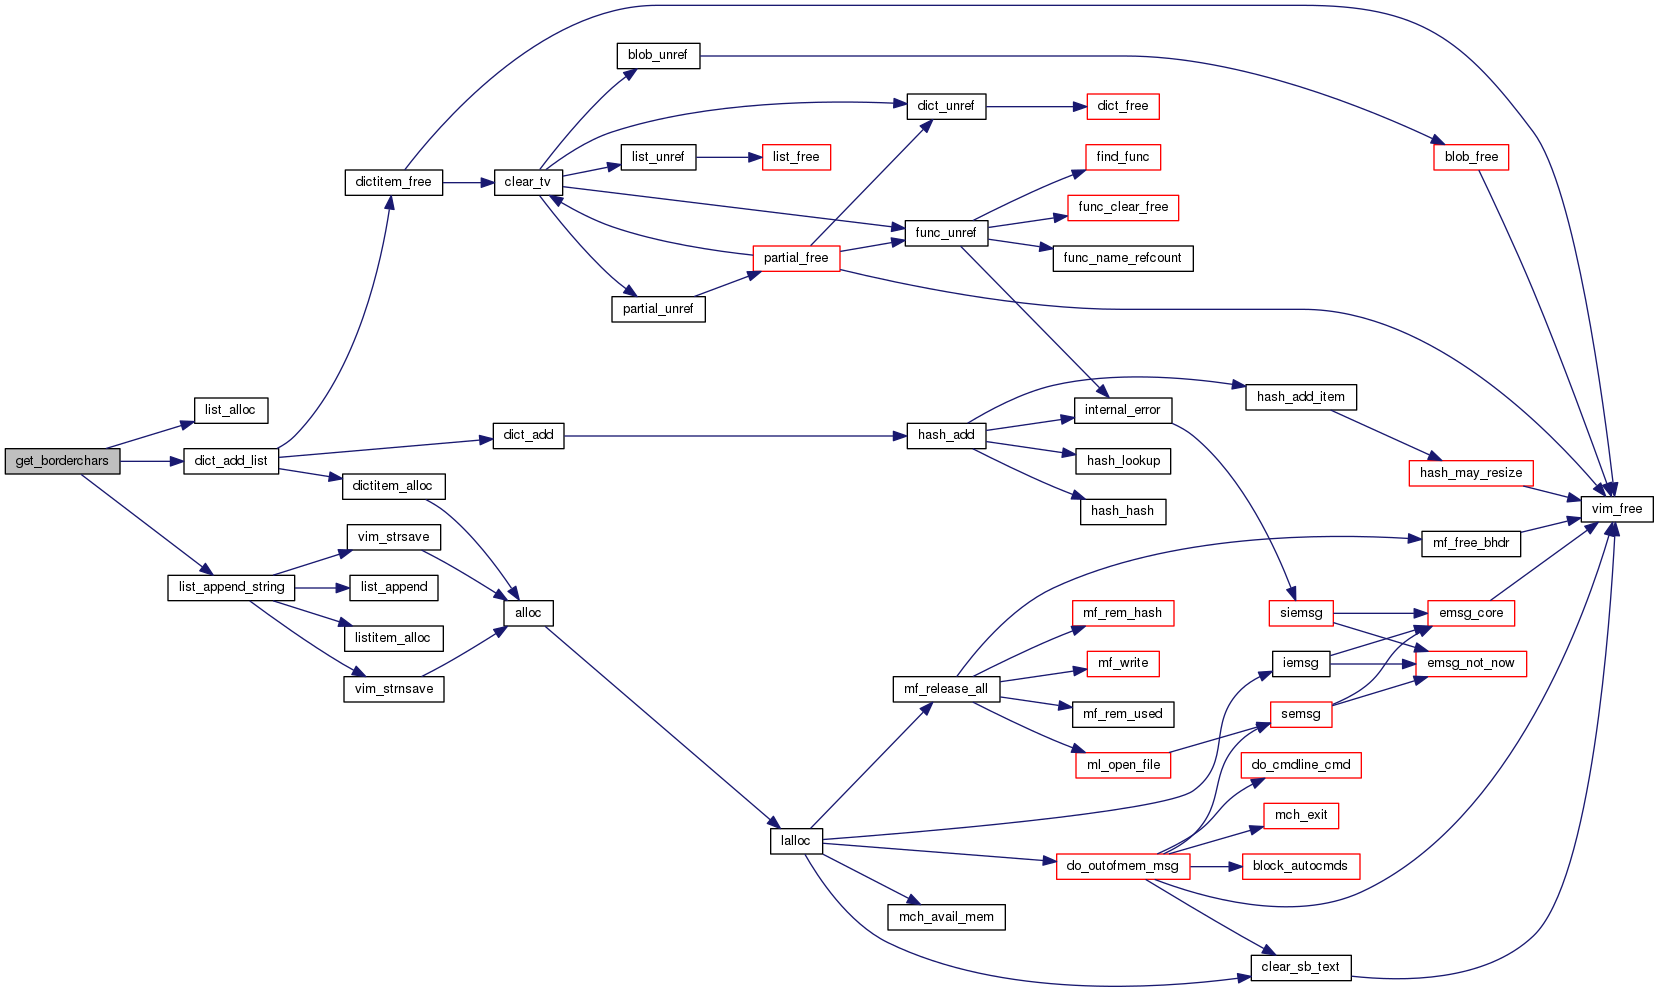 get_borderchars
list_alloc
dict_add_list
list_append_string
dictitem_free
dictitem_alloc
vim_strsave
list_append
listitem_alloc
vim_strnsave
clear_tv
dict_add
alloc
blob_unref
list_unref
partial_unref
list_free
partial_free
lalloc
dict_unref
func_unref
hash_add
mf_release_all
mch_avail_mem
dict_free
find_func
func_clear_free
func_name_refcount
internal_error
hash_lookup
hash_hash
mf_rem_hash
mf_write
mf_rem_used
ml_open_file
do_outofmem_msg
hash_add_item
siemsg
iemsg
semsg
do_cmdline_cmd
mch_exit
block_autocmds
clear_sb_text
blob_free
hash_may_resize
mf_free_bhdr
emsg_core
emsg_not_now
vim_free